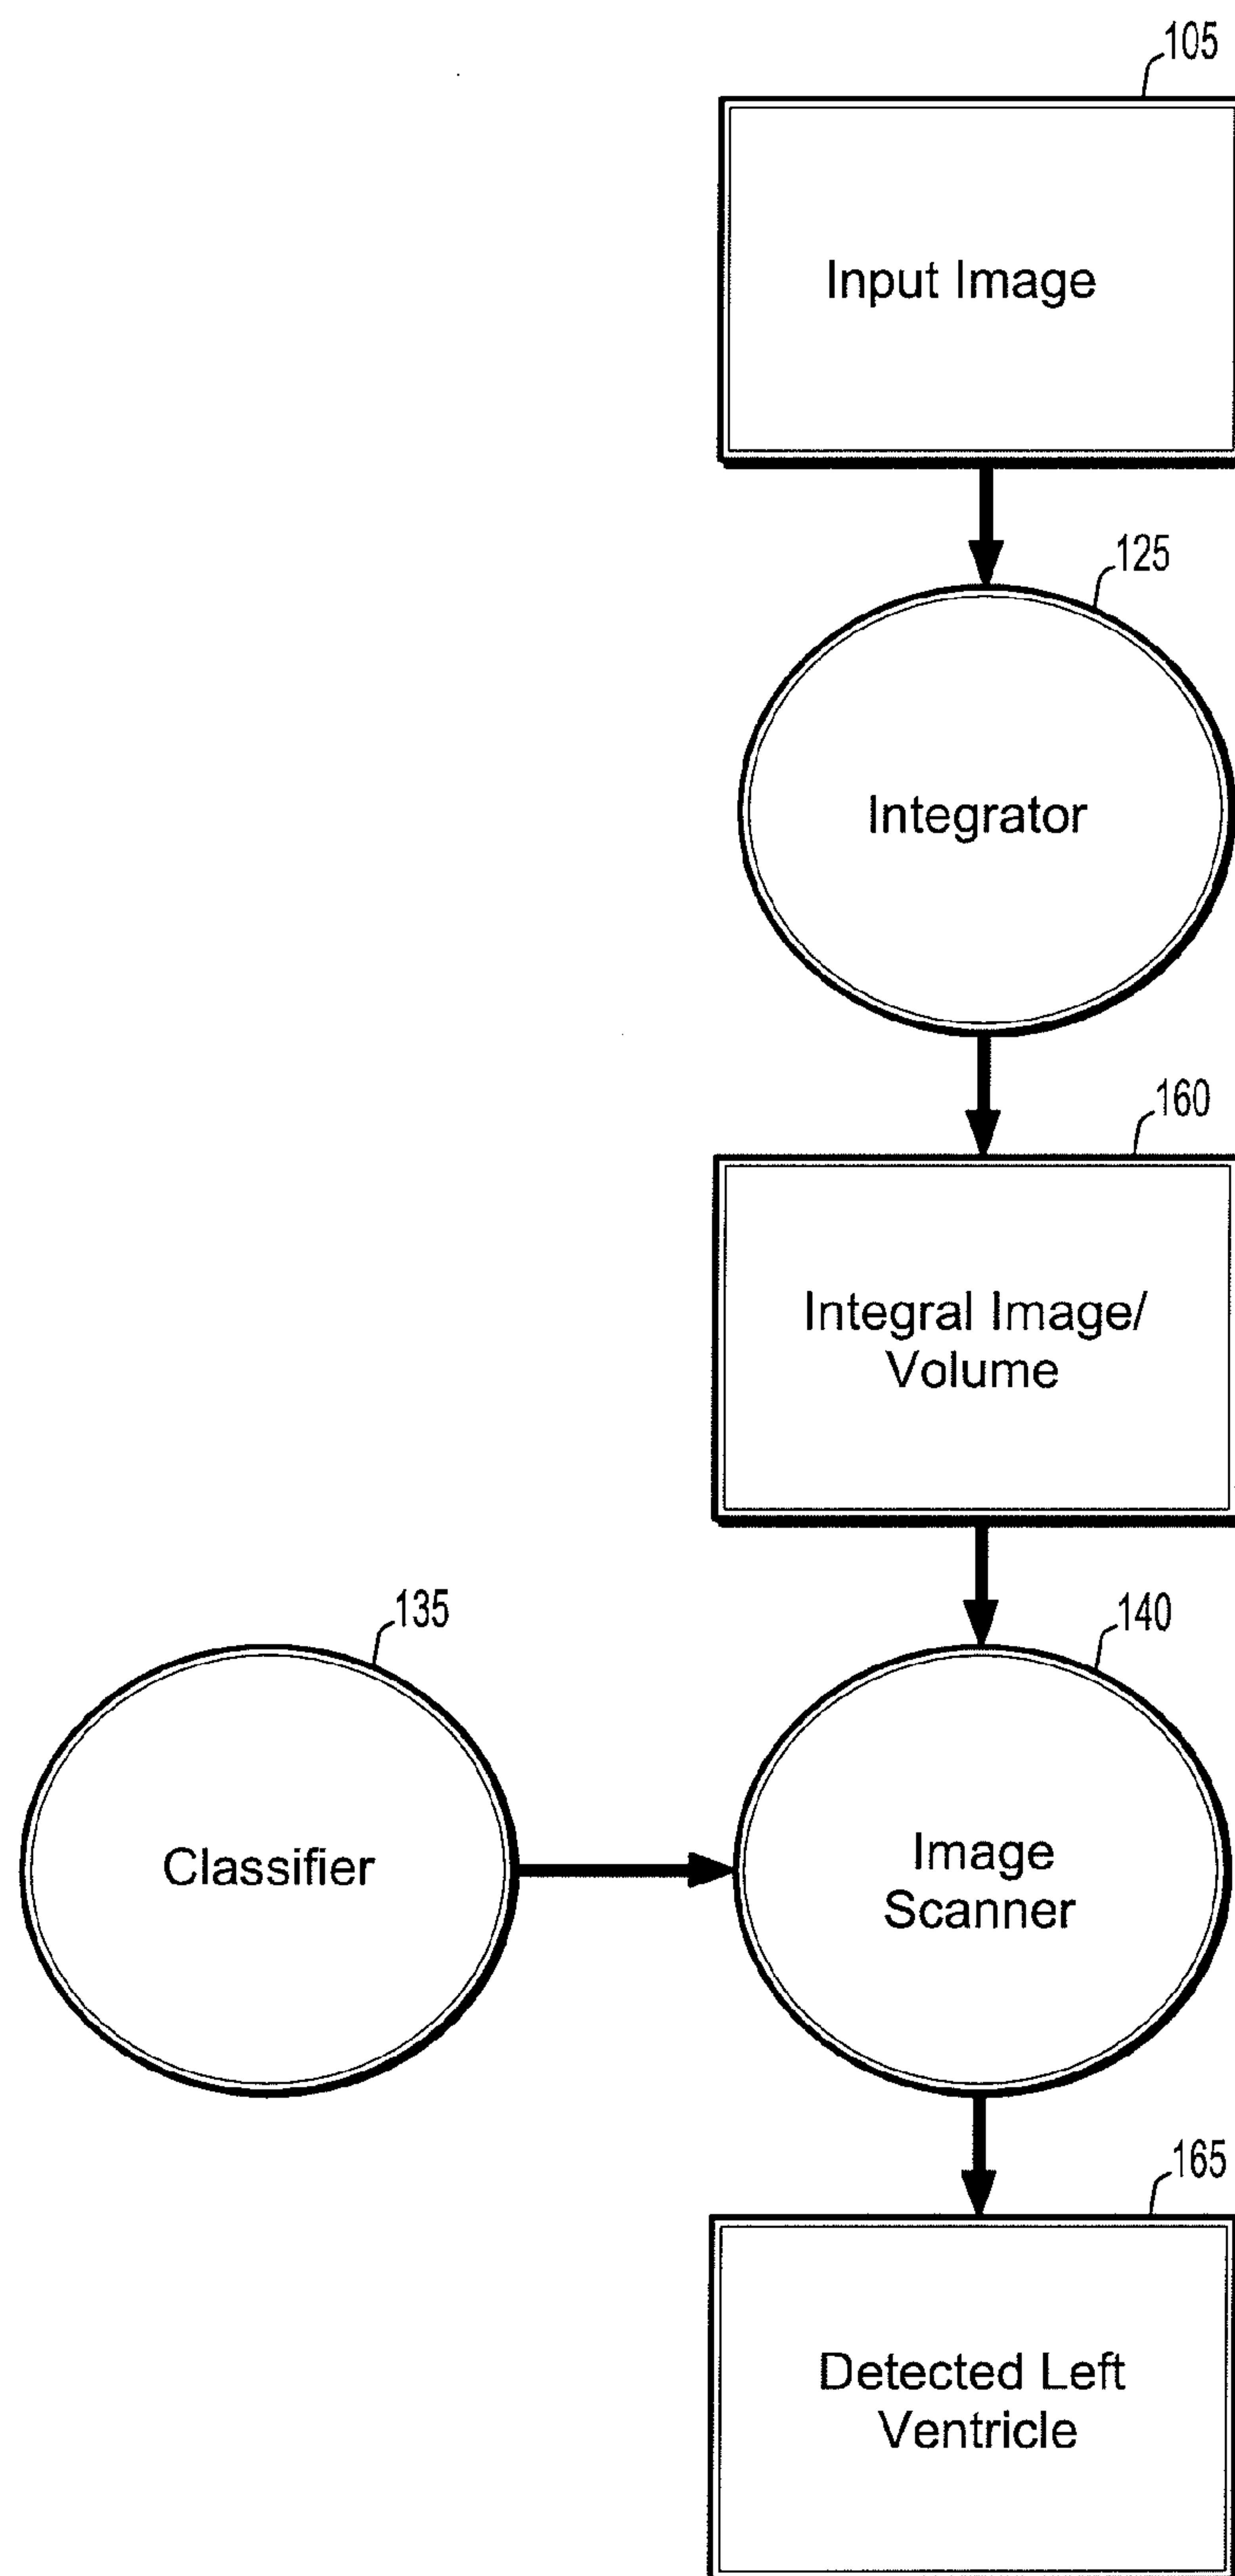 105
Input Image
125
Integrator
160
Integral Image/
Volume
135
Classifier
140
Image
Scanner
165
Detected Left
Ventricle